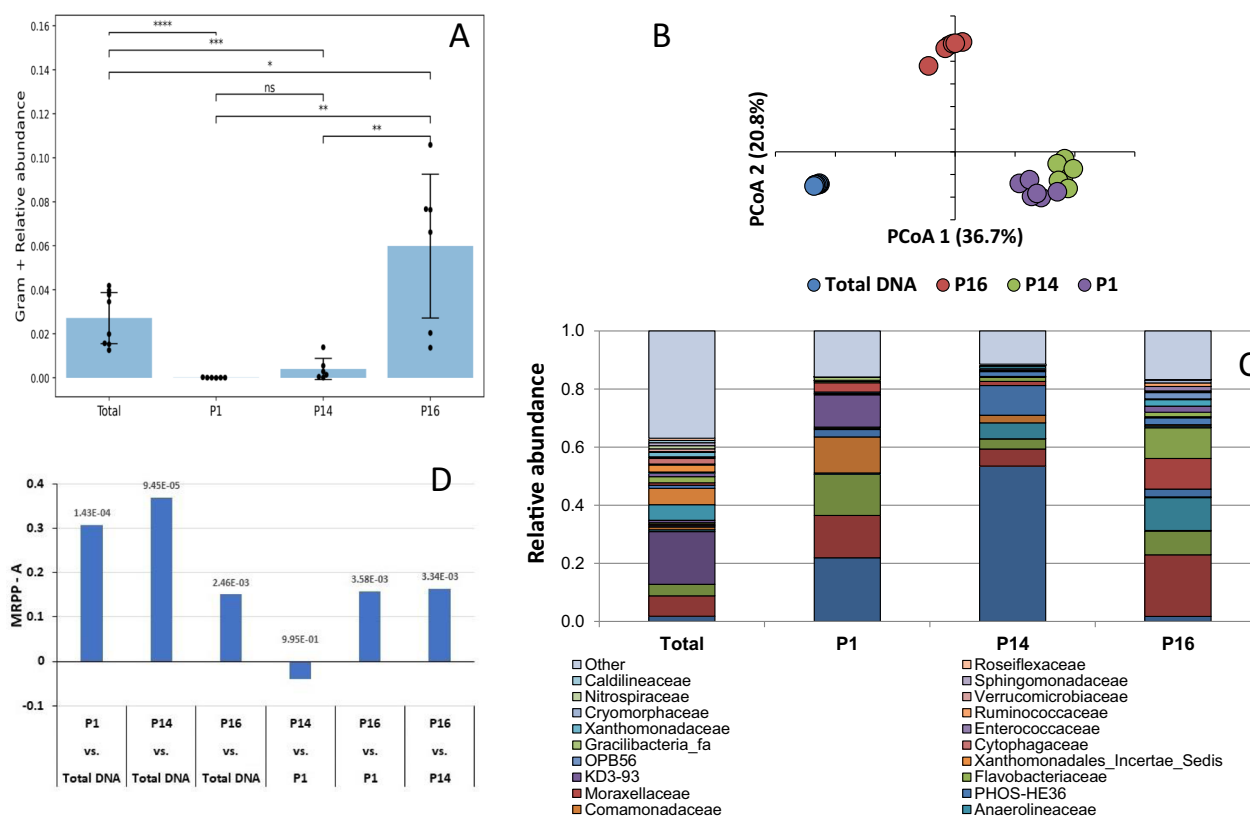 A
Gram + Relative abundance
0.16
0.14
0.12
0.10
0.08
0.06
0.04
0.02
0.00
****
***
*
ns
**
**
Total P1 P14 P16
B
PCoA 2 (20.8%)
PCoA 1 (36.7%)
Total DNA P16 P14 P1
D
MRPP - A
0.4
0.3
0.2
0.1
0
-0.1
1.43E-04
9.45E-05
2.46E-03
9.95E-01
3.58E-03
3.34E-03
P1 P14 P16 P14 P16 P16
vs. vs. vs. vs. vs. vs.
Total DNA Total DNA Total DNA P1 P1 P14
Relative abundance
1.0
0.8
0.6
0.4
0.2
0.0
Total P1 P14 P16
Other
Caldilineaceae
Nitrospiraceae
Cryomorphaceae
Xanthomonadaceae
Gracilibacteria_fa
OPB56
KD3-93
Moraxellaceae
Comamonadaceae
Roseiflexaceae
Sphingomonadaceae
Verrucomicrobiaceae
Ruminococcaceae
Enterococcaceae
Cytophagaceae
Xanthomonadales_Incertae_Sedis
Flavobacteriaceae
PHOS-HE36
Anaerolineaceae